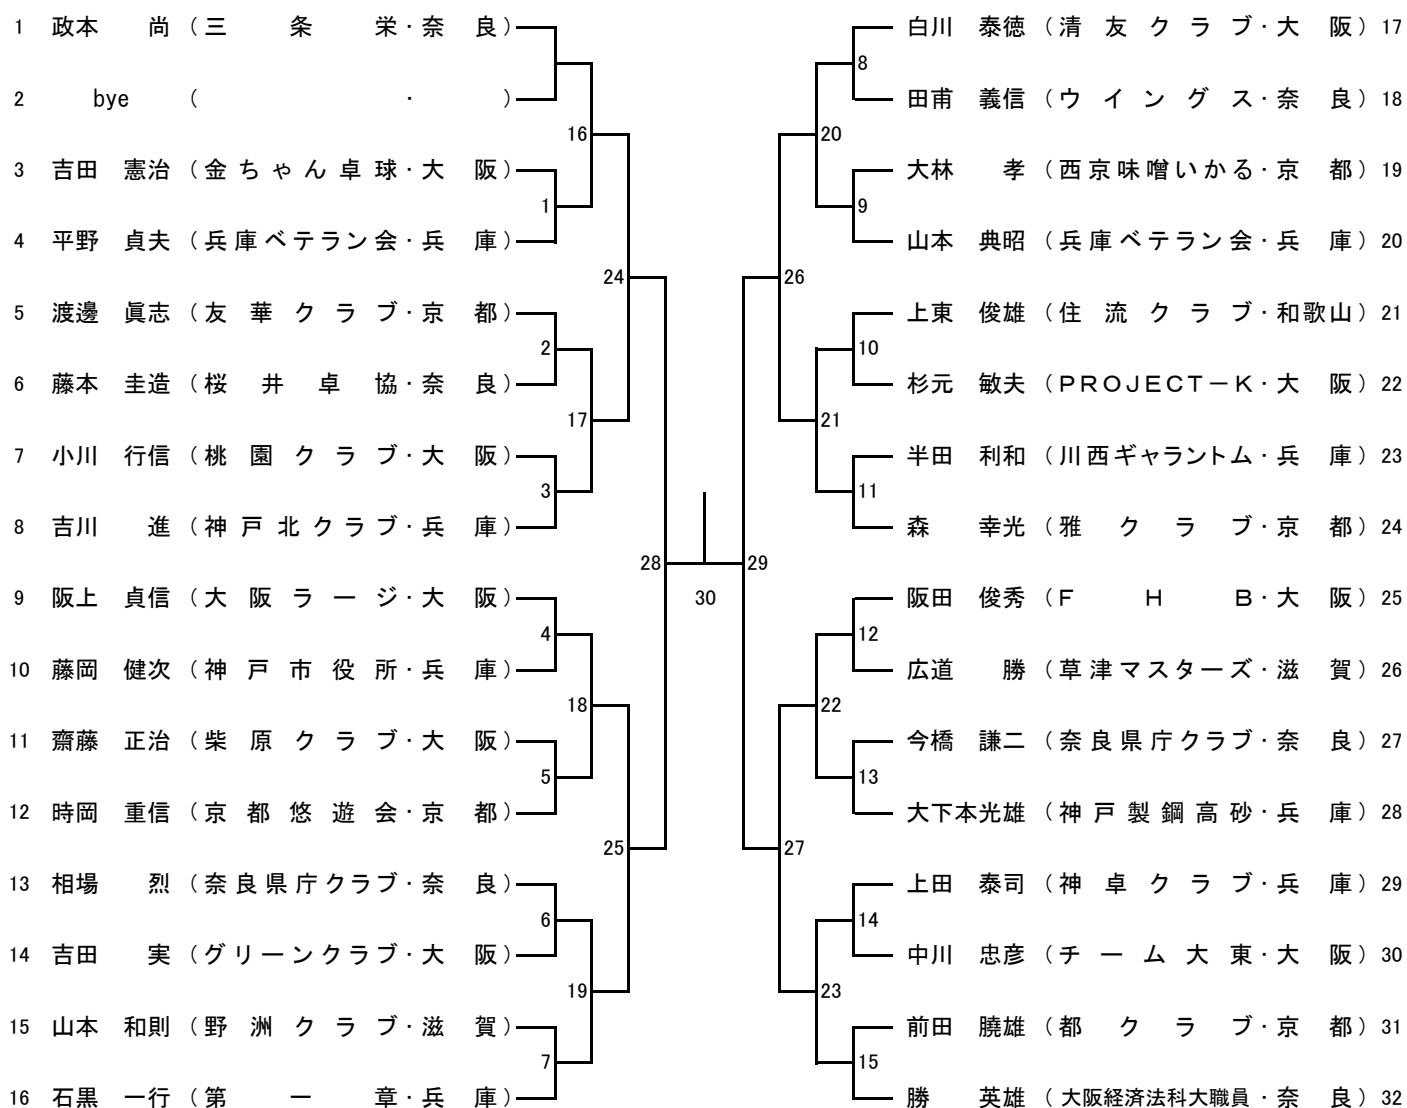 1 政本 尚 (三条栄・奈良)
2 bye ( ・ )
16
3 吉田 憲治 (金ちゃん卓球・大阪)
1
4 平野 貞夫 (兵庫ベテラン会・兵庫)
24
5 渡邊 眞志 (友華クラブ・京都)
2
6 藤本 圭造 (桜井卓協・奈良)
17
7 小川 行信 (桃園クラブ・大阪)
3
8 吉川 進 (神戸北クラブ・兵庫)
28
9 阪上 貞信 (大阪ラージ・大阪)
4
10 藤岡 健次 (神戸市役所・兵庫)
18
11 齋藤 正治 (柴原クラブ・大阪)
5
12 時岡 重信 (京都悠遊会・京都)
25
13 相場 烈 (奈良県庁クラブ・奈良)
6
14 吉田 実 (グリーンクラブ・大阪)
19
15 山本 和則 (野洲クラブ・滋賀)
7
16 石黒 一行 (第一章・兵庫)
30
白川 泰徳 (清友クラブ・大阪) 17
8
田甫 義信 (ウイングス・奈良) 18
20
大林 孝 (西京味噌いかる・京都) 19
9
山本 典昭 (兵庫ベテラン会・兵庫) 20
26
上東 俊雄 (住流クラブ・和歌山) 21
10
杉元 敏夫 (PROJECT-K・大阪) 22
21
半田 利和 (川西ギャラントム・兵庫) 23
11
森 幸光 (雅クラブ・京都) 24
29
阪田 俊秀 (FHB・大阪) 25
12
広道 勝 (草津マスターズ・滋賀) 26
22
今橋 謙二 (奈良県庁クラブ・奈良) 27
13
大下本光雄 (神戸製鋼高砂・兵庫) 28
27
上田 泰司 (神卓クラブ・兵庫) 29
14
中川 忠彦 (チーム大東・大阪) 30
23
前田 曉雄 (都クラブ・京都) 31
15
勝 英雄 (大阪経済法科大職員・奈良) 32